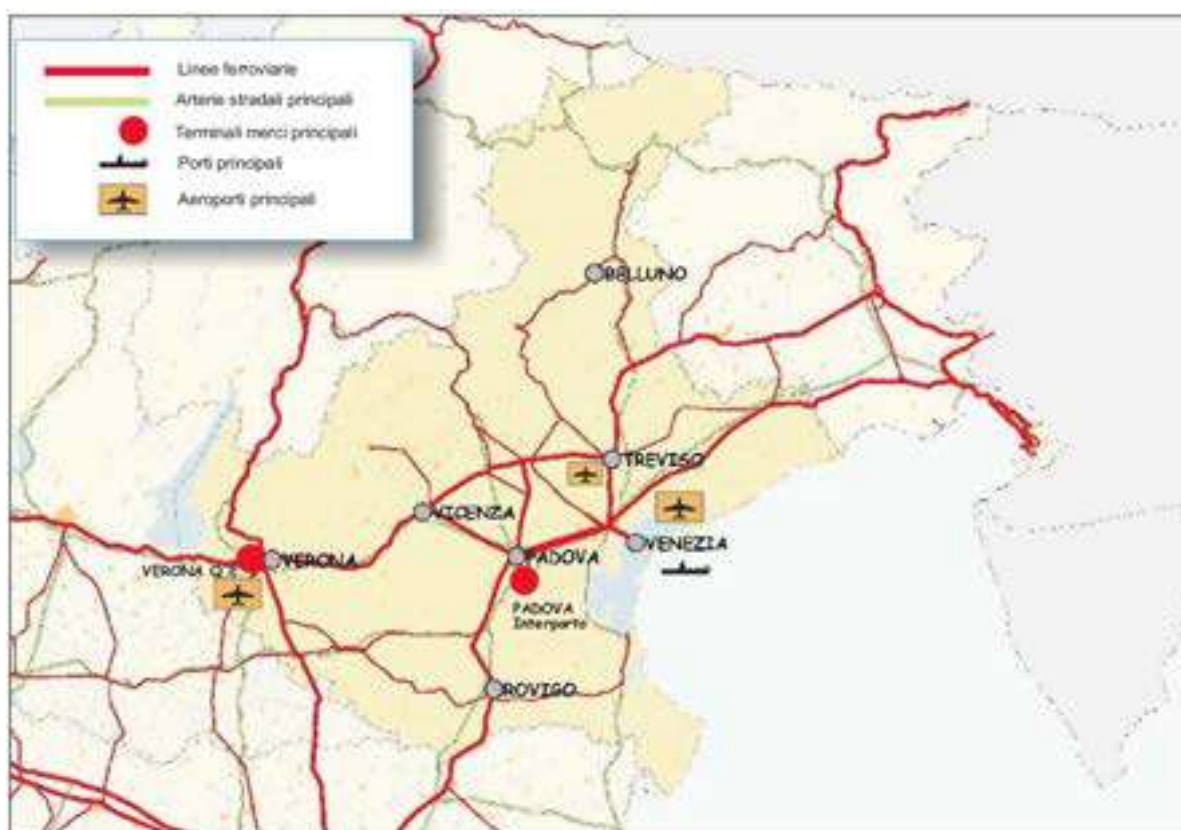 Linee ferroviarie
Arterie stradali principali
Terminali merci principali
Porti principali
Aeroporti principali
BELLUNO
TREVISO
VICENZA
VENEZIA
PADOVA
VERONA
VERONA Q.E.
PADOVA
Interporto
ROVIGO